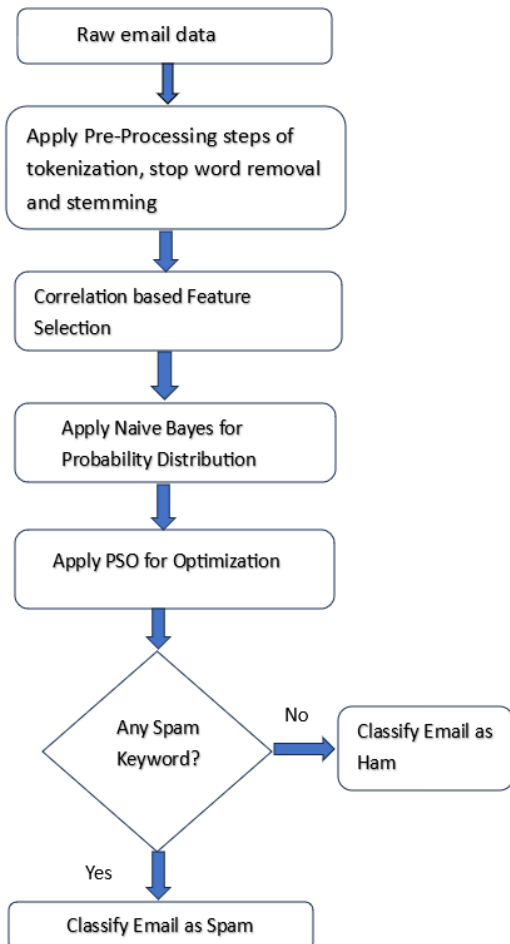 Raw email data
Apply Pre-Processing steps of
tokenization, stop word removal
and stemming
Correlation based Feature
Selection
Apply Naive Bayes for
Probability Distribution
Apply PSO for Optimization
Any Spam
Keyword?
No
Classify Email as
Ham
Yes
Classify Email as Spam